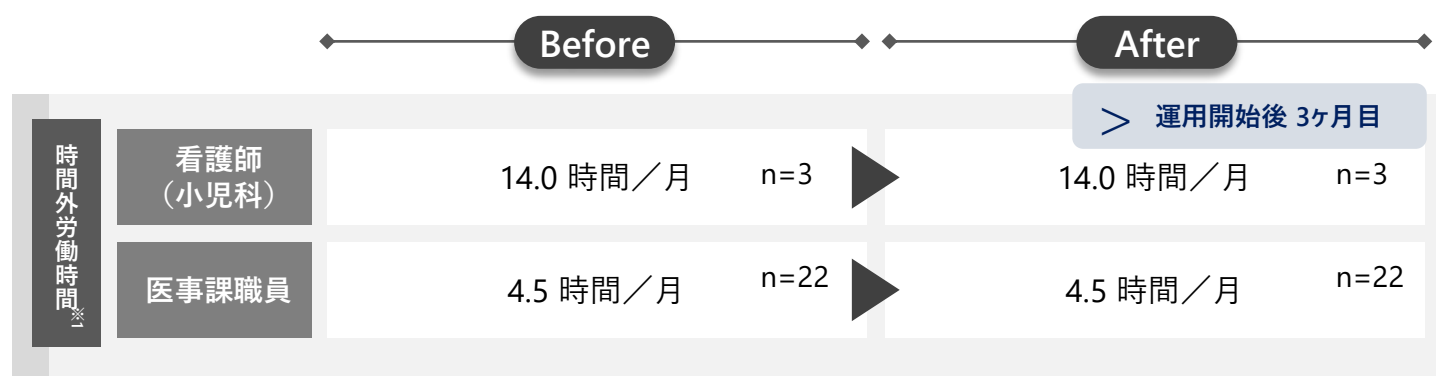 Before
After
> 運用開始後 3ヶ月目
時間外労働時間※1
看護師
（小児科）
14.0 時間／月
n=3
14.0 時間／月
n=3
医事課職員
4.5 時間／月
n=22
4.5 時間／月
n=22